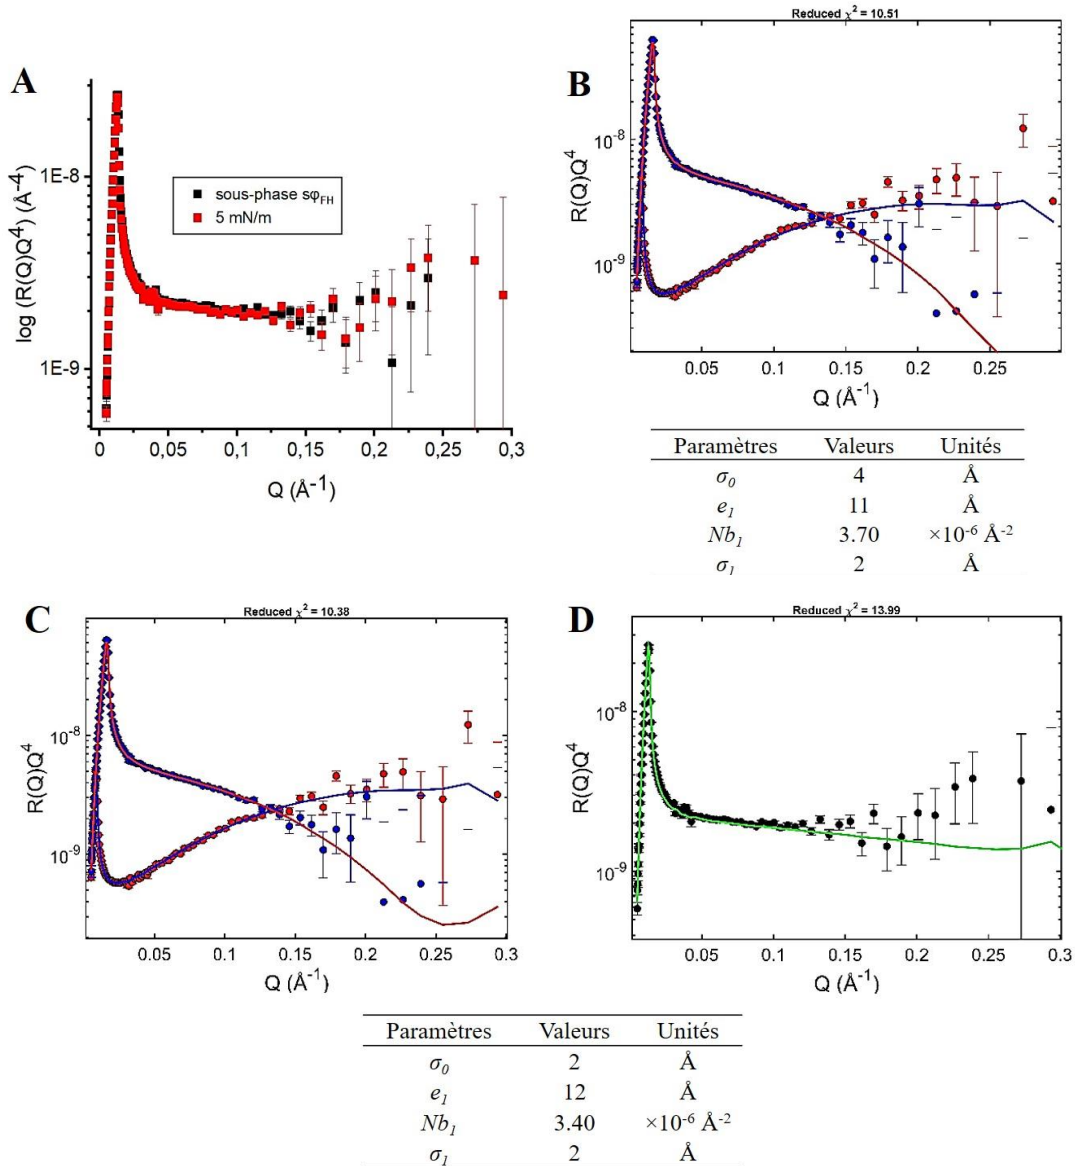 A
log (R(Q)Q⁴) (Å⁻⁴)
1E-8
1E-9
sous-phase sφ_FH
5 mN/m
0 0,05 0,1 0,15 0,2 0,25 0,3
Q (Å⁻¹)
B
Reduced χ² = 10.51
R(Q)Q⁴
10⁻⁸
10⁻⁹
0.05 0.1 0.15 0.2 0.25
Q (Å⁻¹)
Paramètres Valeurs Unités
σ₀ 4 Å
e₁ 11 Å
Nb₁ 3.70 ×10⁻⁶ Å⁻²
σ₁ 2 Å
C
Reduced χ² = 10.38
R(Q)Q⁴
10⁻⁸
10⁻⁹
0.05 0.1 0.15 0.2 0.25 0.3
Q (Å⁻¹)
D
Reduced χ² = 13.99
R(Q)Q⁴
10⁻⁸
10⁻⁹
0.05 0.1 0.15 0.2 0.25 0.3
Q (Å⁻¹)
Paramètres Valeurs Unités
σ₀ 2 Å
e₁ 12 Å
Nb₁ 3.40 ×10⁻⁶ Å⁻²
σ₁ 2 Å